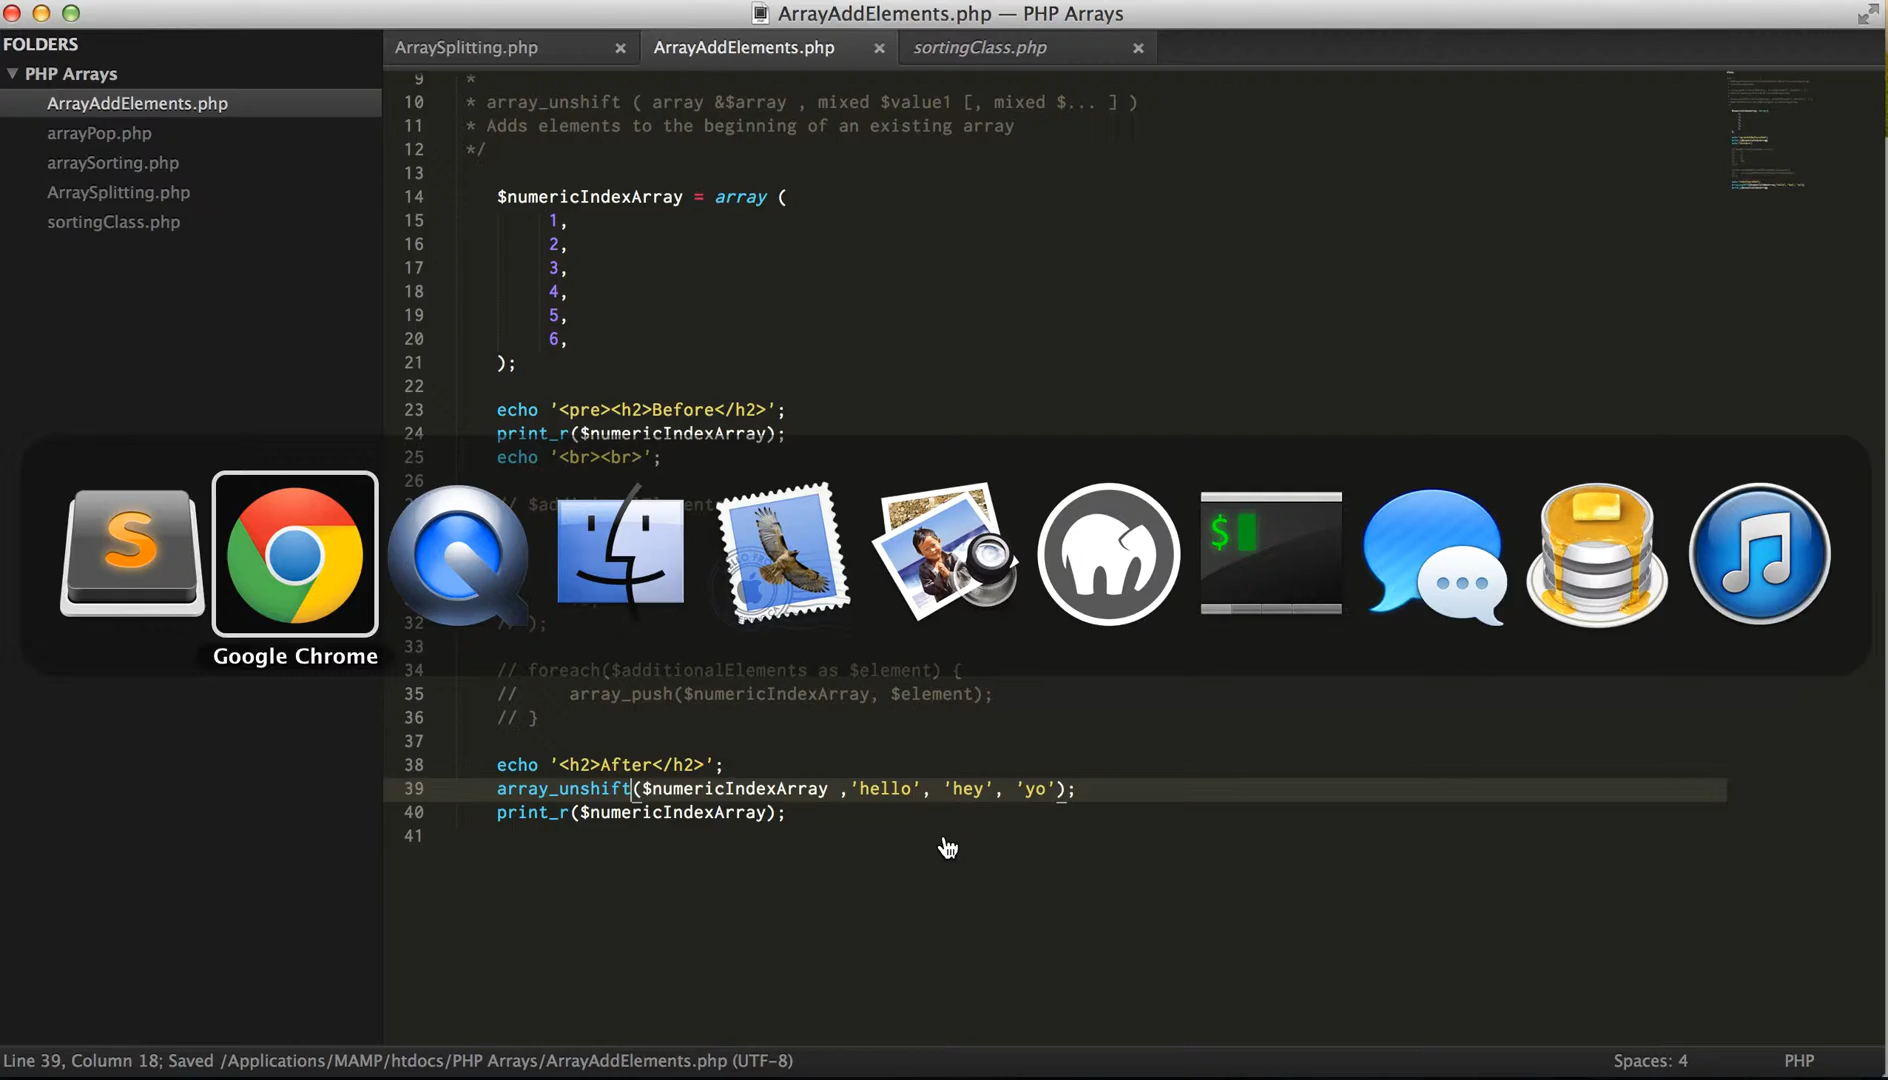 ArrayAddElements.php — PHP Arrays
FOLDERS
PHP Arrays
ArrayAddElements.php
arrayPop.php
arraySorting.php
ArraySplitting.php
sortingClass.php
ArraySplitting.php × ArrayAddElements.php × sortingClass.php ×
9 *
10 * array_unshift ( array &$array , mixed $value1 [, mixed $... ] )
11 * Adds elements to the beginning of an existing array
12 */
13
14 $numericIndexArray = array (
15 1,
16 2,
17 3,
18 4,
19 5,
20 6,
21 );
22
23 echo '<pre><h2>Before</h2>';
24 print_r($numericIndexArray);
25 echo '<br><br>';
26
$
Google Chrome
32 // );
33
34 // foreach($additionalElements as $element) {
35 // array_push($numericIndexArray, $element);
36 // }
37
38 echo '<h2>After</h2>';
39 array_unshift($numericIndexArray ,'hello', 'hey', 'yo');
40 print_r($numericIndexArray);
41
Line 39, Column 18; Saved /Applications/MAMP/htdocs/PHP Arrays/ArrayAddElements.php (UTF-8)
Spaces: 4
PHP